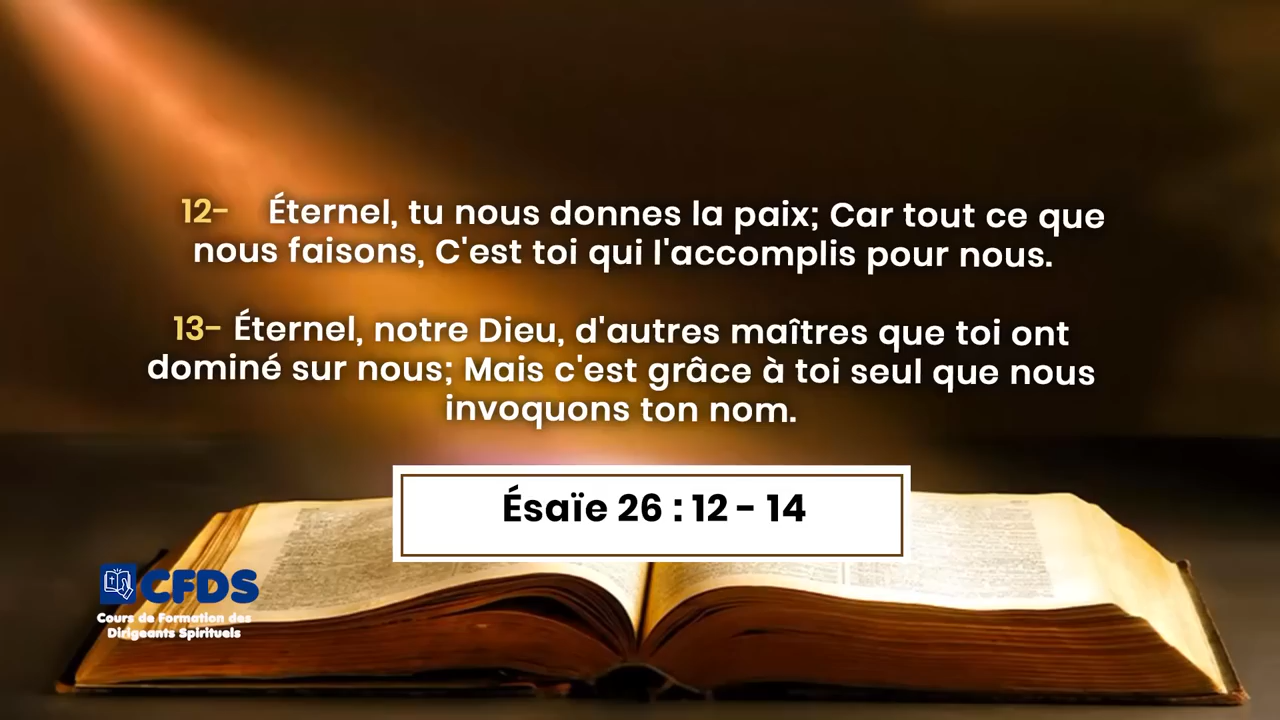 12- Éternel, tu nous donnes la paix; Car tout ce que
nous faisons, C'est toi qui l'accomplis pour nous.
13- Éternel, notre Dieu, d'autres maîtres que toi ont
dominé sur nous; Mais c'est grâce à toi seul que nous
invoquons ton nom.
Ésaïe 26 : 12 - 14
CFDS
Cours de Formation des
Dirigeants Spirituels